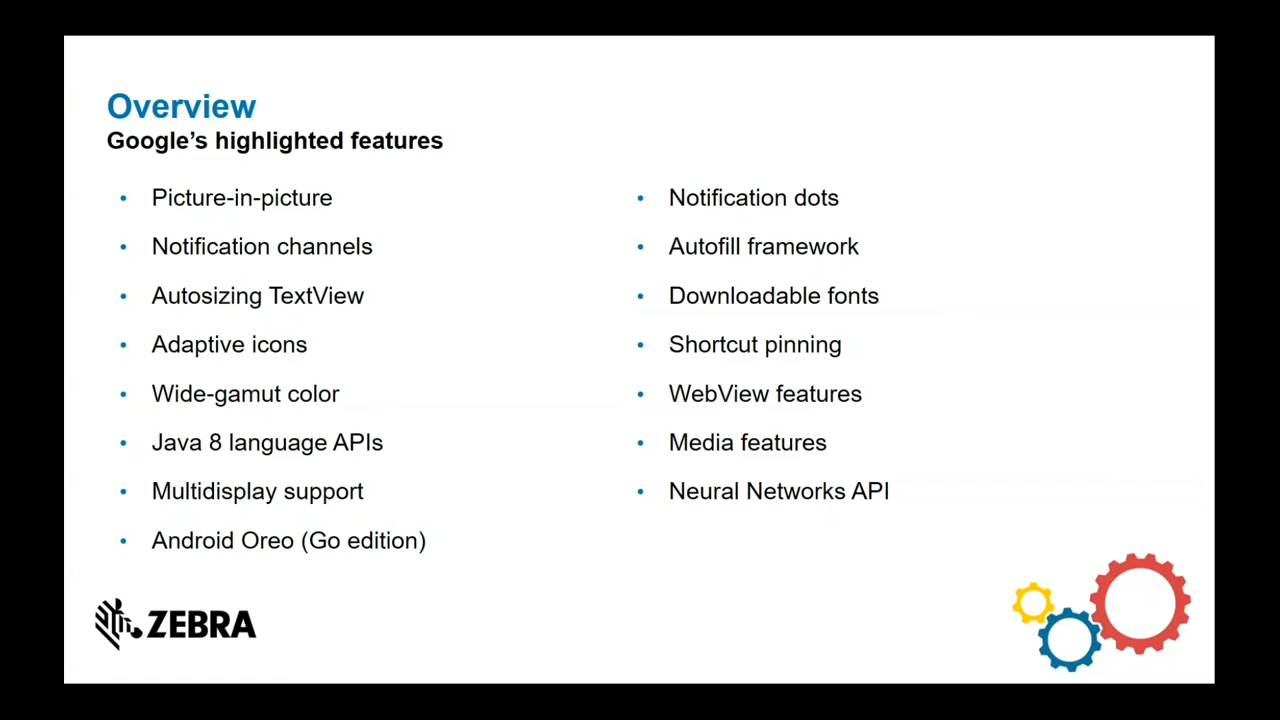 Overview
Google’s highlighted features
Picture-in-picture
Notification channels
Autosizing TextView
Adaptive icons
Wide-gamut color
Java 8 language APIs
Multidisplay support
Android Oreo (Go edition)
Notification dots
Autofill framework
Downloadable fonts
Shortcut pinning
WebView features
Media features
Neural Networks API
ZEBRA